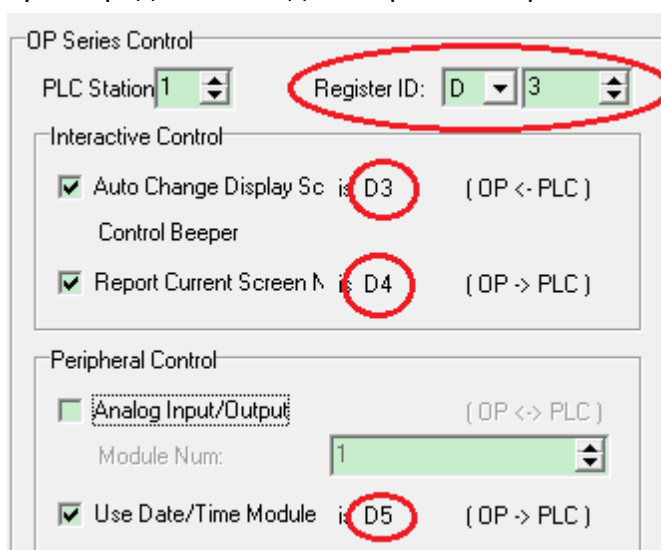 OP Series Control
PLC Station 1 Register ID: D 3
Interactive Control
Auto Change Display Sc is D3 ( OP <- PLC )
Control Beeper
Report Current Screen N is D4 ( OP -> PLC )
Peripheral Control
Analog Input/Output ( OP <-> PLC )
Module Num: 1
Use Date/Time Module is D5 ( OP -> PLC )